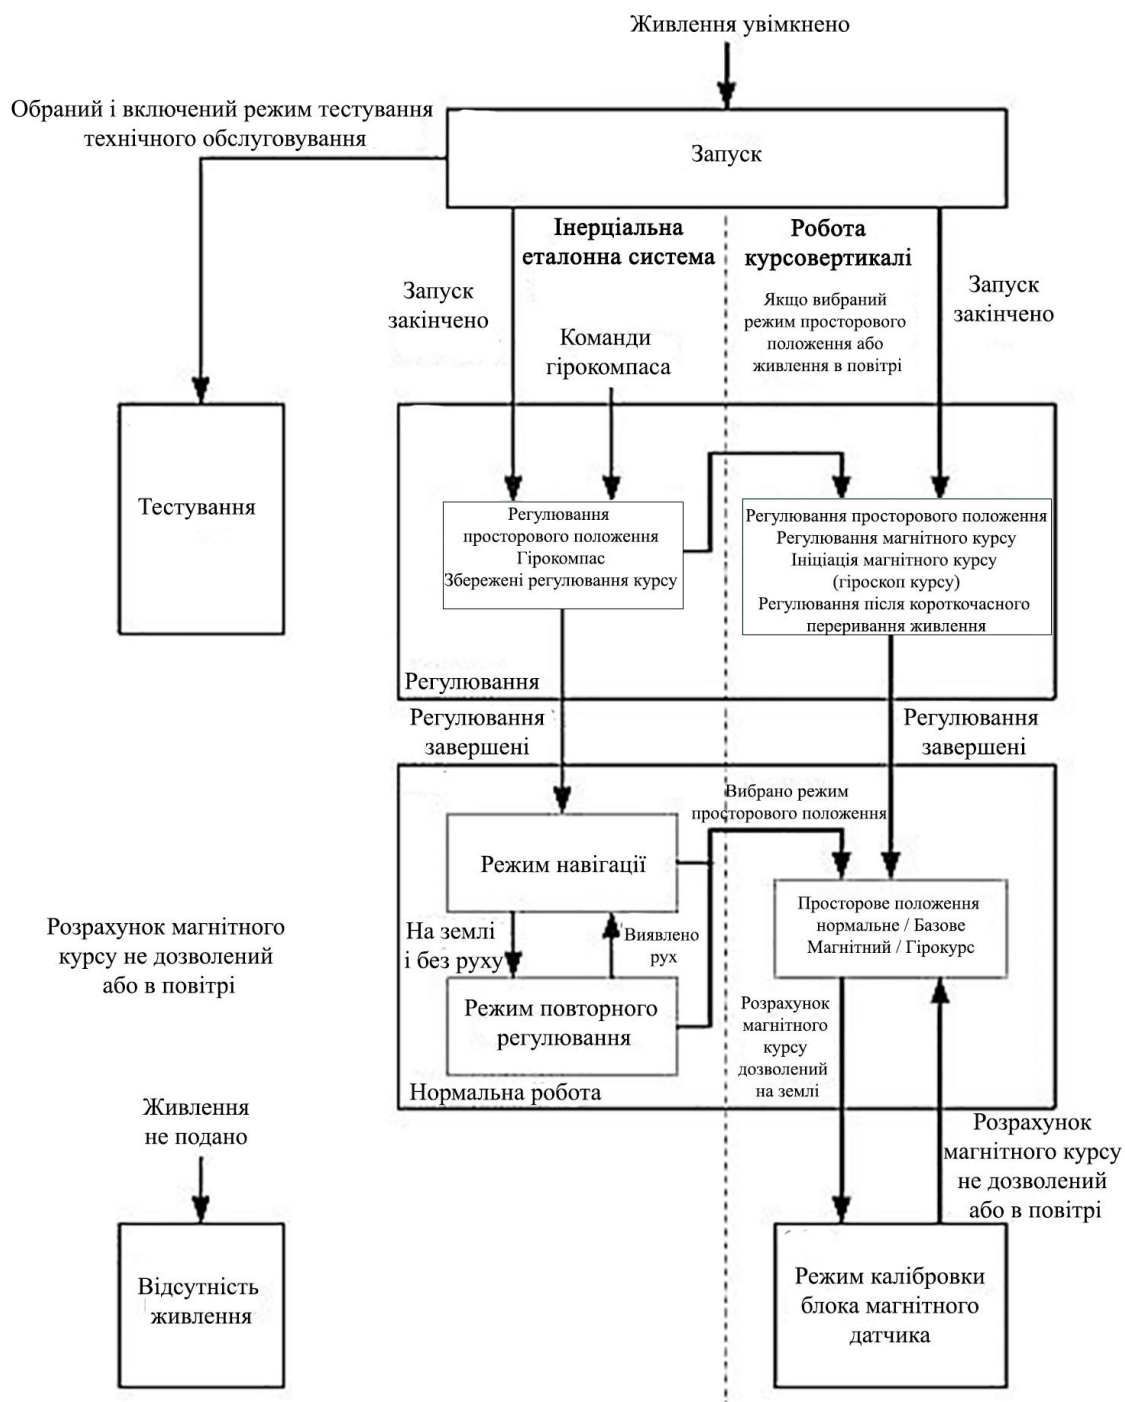 Живлення увімкнено
Обраний і включений режим тестування
технічного обслуговування
Запуск
Інерціальна
еталонна система
Робота
курсовертикалі
Запуск
закінчено
Якщо вибраний
режим просторового
положення або
живлення в повітрі
Запуск
закінчено
Команди
гірокомпаса
Тестування
Регулювання
просторового положення
Гірокомпас
Збережені регулювання курсу
Регулювання просторового положення
Регулювання магнітного курсу
Ініціація магнітного курсу
(гіроскоп курсу)
Регулювання після короткочасного
переривання живлення
Регулювання
Регулювання
завершені
Регулювання
завершені
Вибрано режим
просторового положення
Режим навігації
На землі
і без руху
Виявлено
рух
Просторове положення
нормальне / Базове
Магнітний / Гірокурс
Розрахунок магнітного
курсу не дозволений
або в повітрі
Режим повторного
регулювання
Розрахунок
магнітного
курсу
дозволений
на землі
Нормальна робота
Живлення
не подано
Розрахунок
магнітного курсу
не дозволений
або в повітрі
Відсутність
живлення
Режим калібровки
блока магнітного
датчика